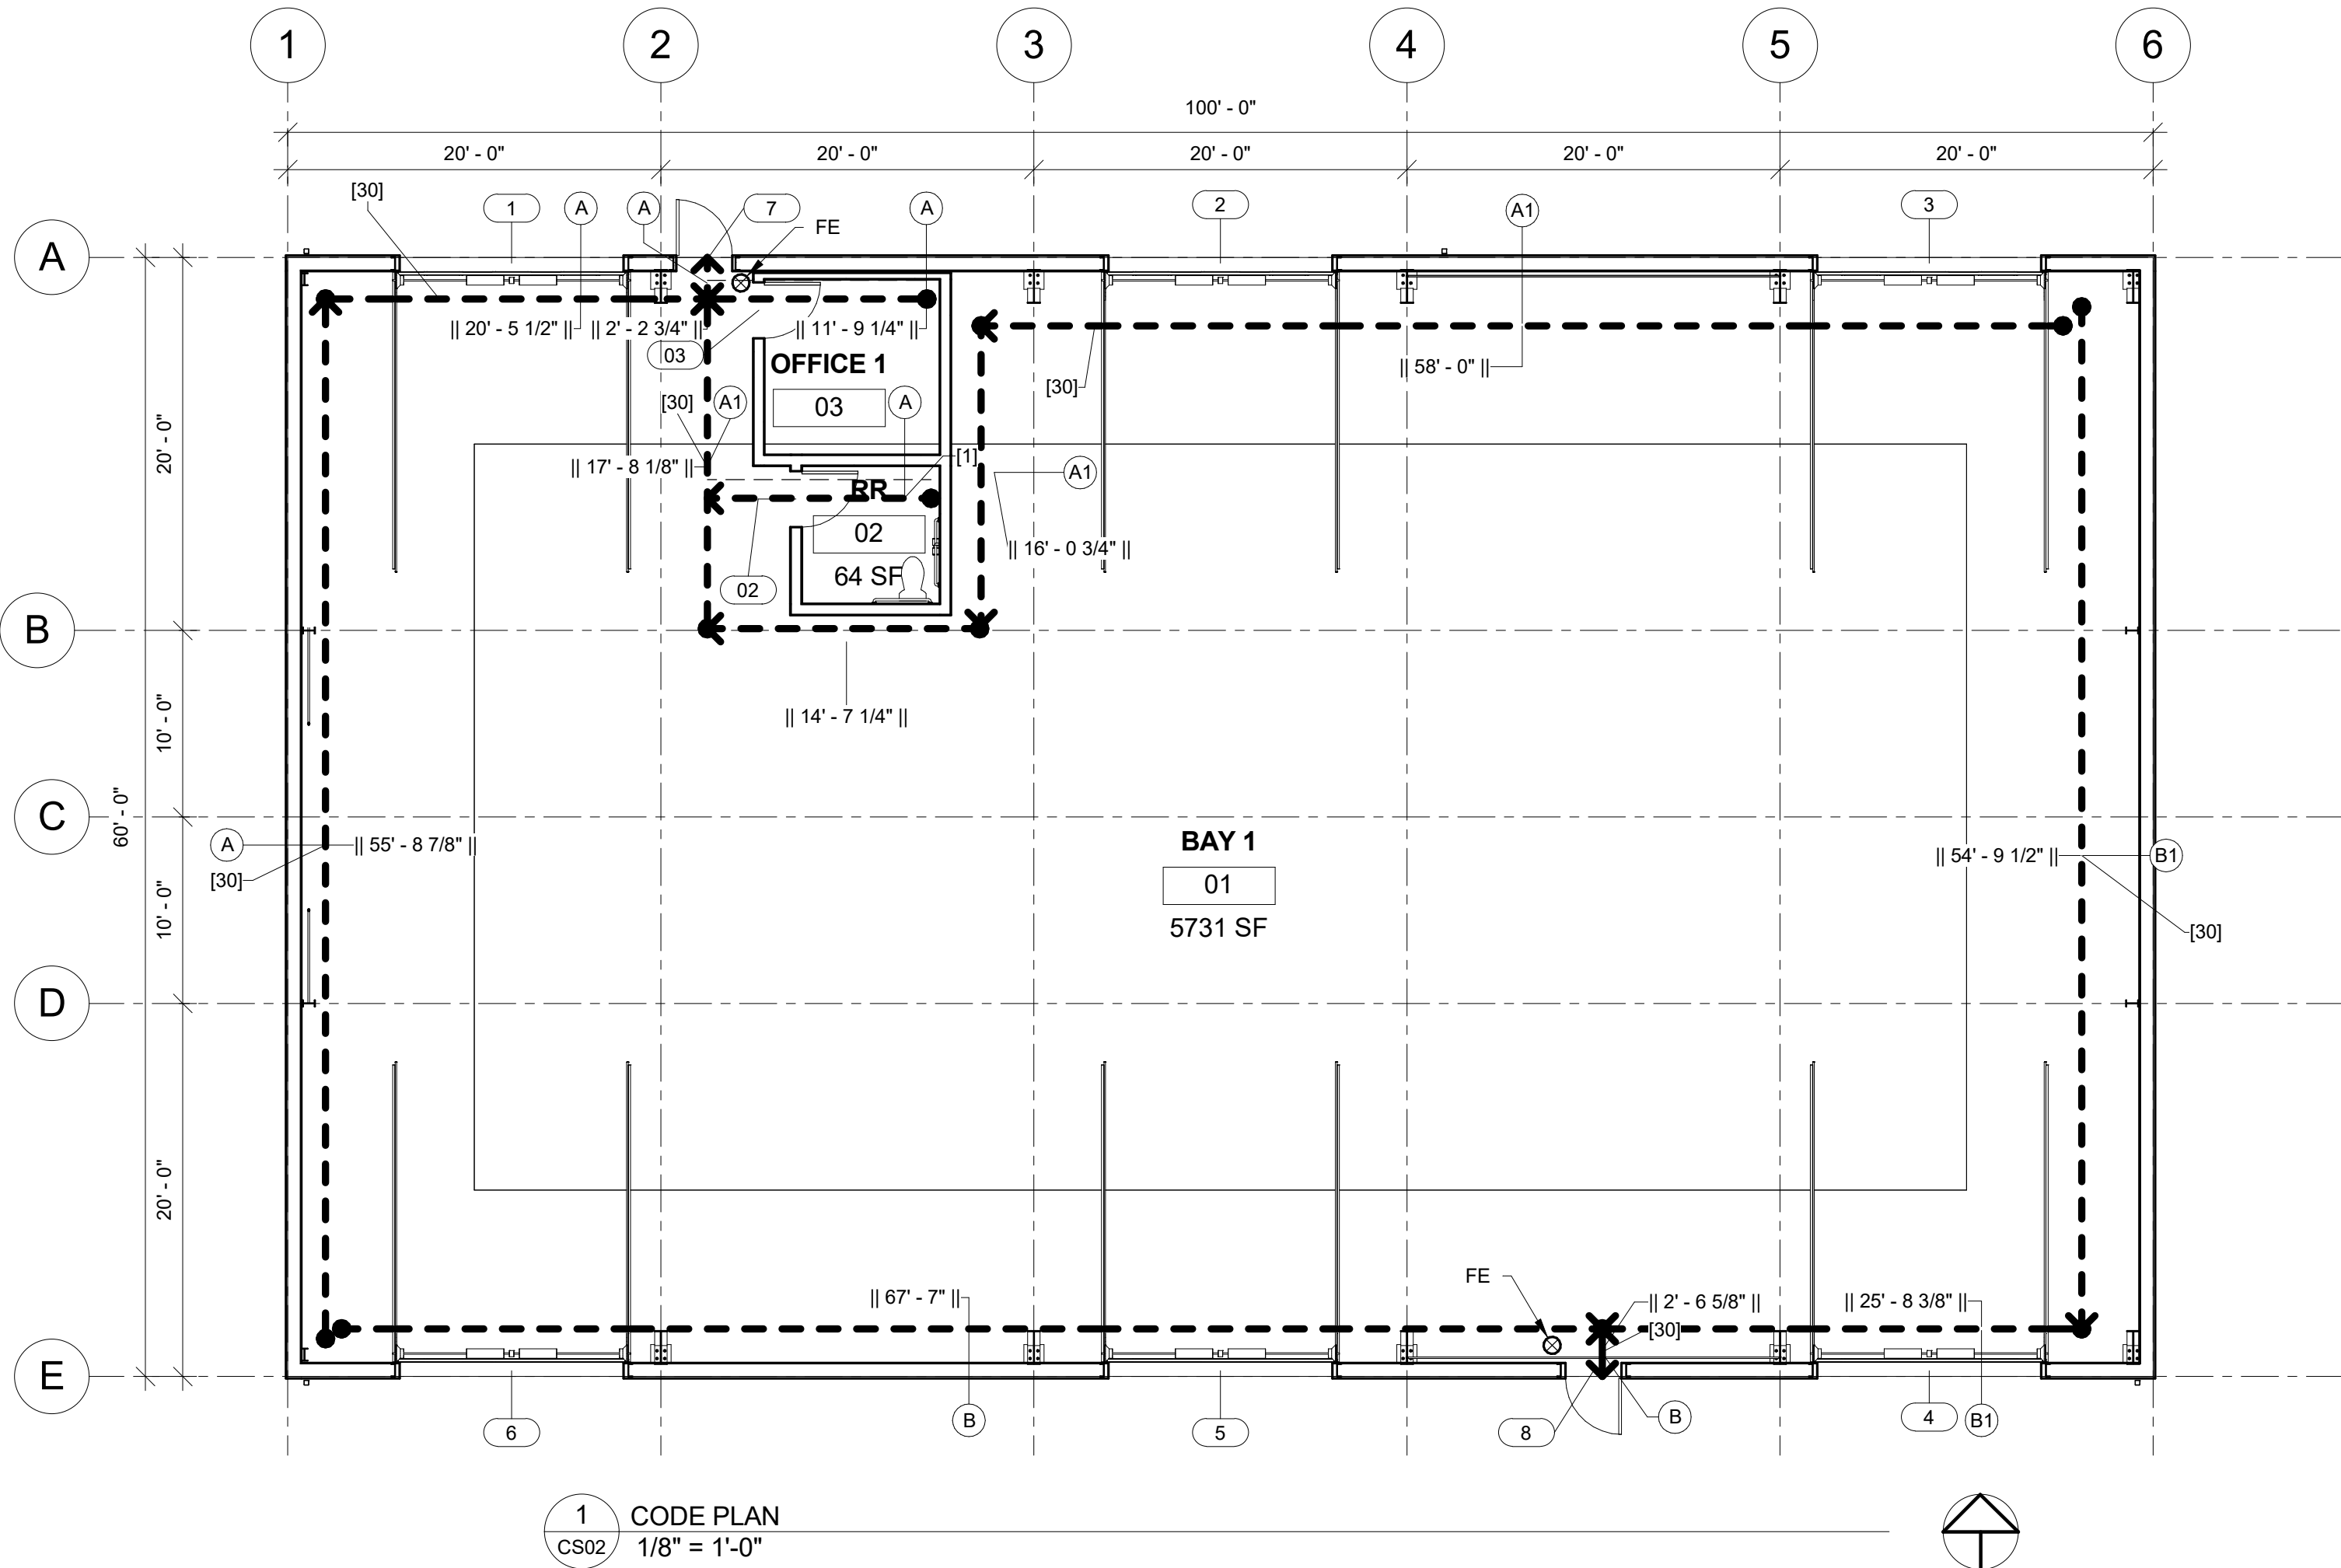 1
2
3
4
5
6
100' - 0"
20' - 0"
20' - 0"
20' - 0"
20' - 0"
20' - 0"
[30]
1
A
A
7
A
2
A1
3
FE
A
|| 20' - 5 1/2" ||
|| 2' - 2 3/4" ||
|| 11' - 9 1/4" ||
03
OFFICE 1
|| 58' - 0" ||
[30]
[30]
A1
03
A
20' - 0"
|| 17' - 8 1/8" ||
[1]
A1
RR
02
|| 16' - 0 3/4" ||
64 SF
02
B
10' - 0"
|| 14' - 7 1/4" ||
60' - 0"
C
A
|| 55' - 8 7/8" ||
BAY 1
|| 54' - 9 1/2" ||
B1
[30]
01
10' - 0"
5731 SF
[30]
D
20' - 0"
FE
|| 67' - 7" ||
|| 2' - 6 5/8" ||
|| 25' - 8 3/8" ||
[30]
E
6
B
5
8
B
4
B1
1
CODE PLAN
CS02
1/8" = 1'-0"